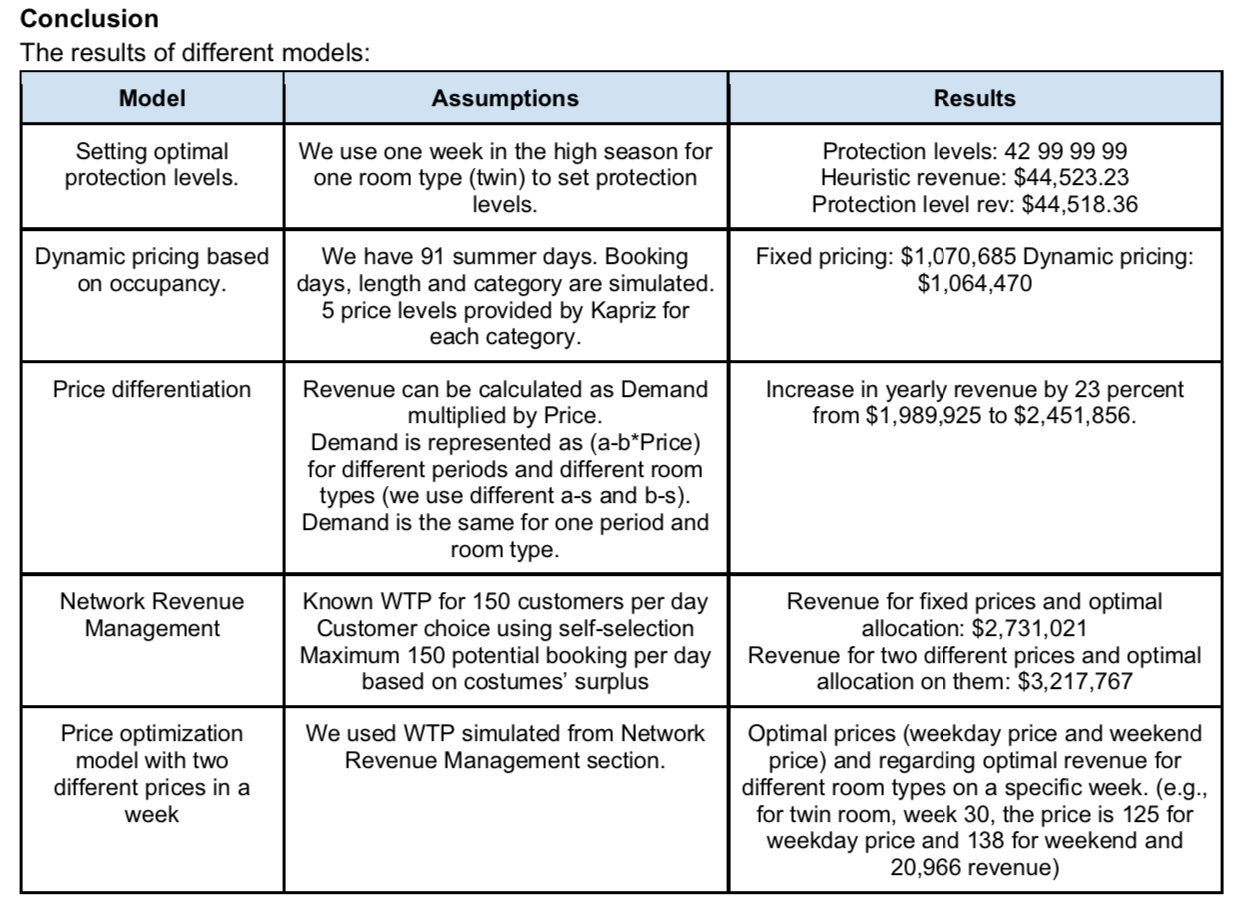 Conclusion
The results of different models:
Model
Assumptions
Results
Setting optimal
protection levels.
We use one week in the high season for
one room type (twin) to set protection
levels.
Protection levels: 42 99 99 99
Heuristic revenue: $44,523.23
Protection level rev: $44,518.36
Dynamic pricing based
on occupancy.
We have 91 summer days. Booking
days, length and category are simulated.
5 price levels provided by Kapriz for
each category.
Fixed pricing: $1,070,685 Dynamic pricing:
$1,064,470
Price differentiation
Revenue can be calculated as Demand
multiplied by Price.
Demand is represented as (a-b*Price)
for different periods and different room
types (we use different a-s and b-s).
Demand is the same for one period and
room type.
Increase in yearly revenue by 23 percent
from $1,989,925 to $2,451,856.
Network Revenue
Management
Known WTP for 150 customers per day
Customer choice using self-selection
Maximum 150 potential booking per day
based on costumes’ surplus
Revenue for fixed prices and optimal
allocation: $2,731,021
Revenue for two different prices and optimal
allocation on them: $3,217,767
Price optimization
model with two
different prices in a
week
We used WTP simulated from Network
Revenue Management section.
Optimal prices (weekday price and weekend
price) and regarding optimal revenue for
different room types on a specific week. (e.g.,
for twin room, week 30, the price is 125 for
weekday price and 138 for weekend and
20,966 revenue)